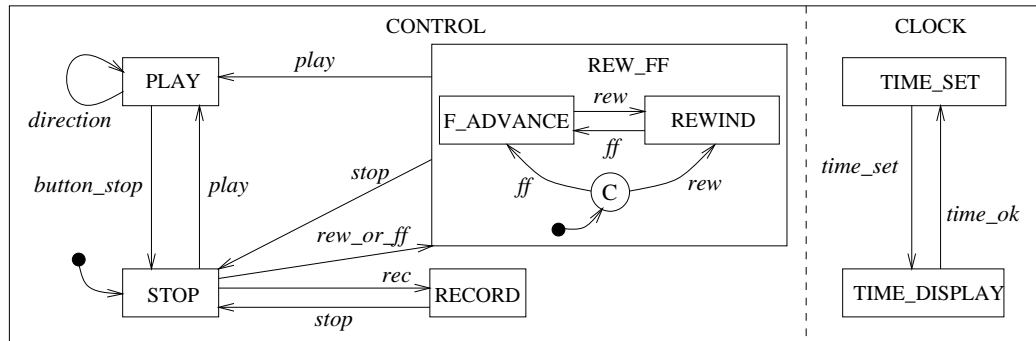 CONTROL
CLOCK
REW_FF
play
PLAY
TIME_SET
rew
F_ADVANCE
REWIND
direction
ff
button_stop
play
stop
ff
C
rew
time_set
time_ok
rew_or_ff
rec
STOP
RECORD
TIME_DISPLAY
stop